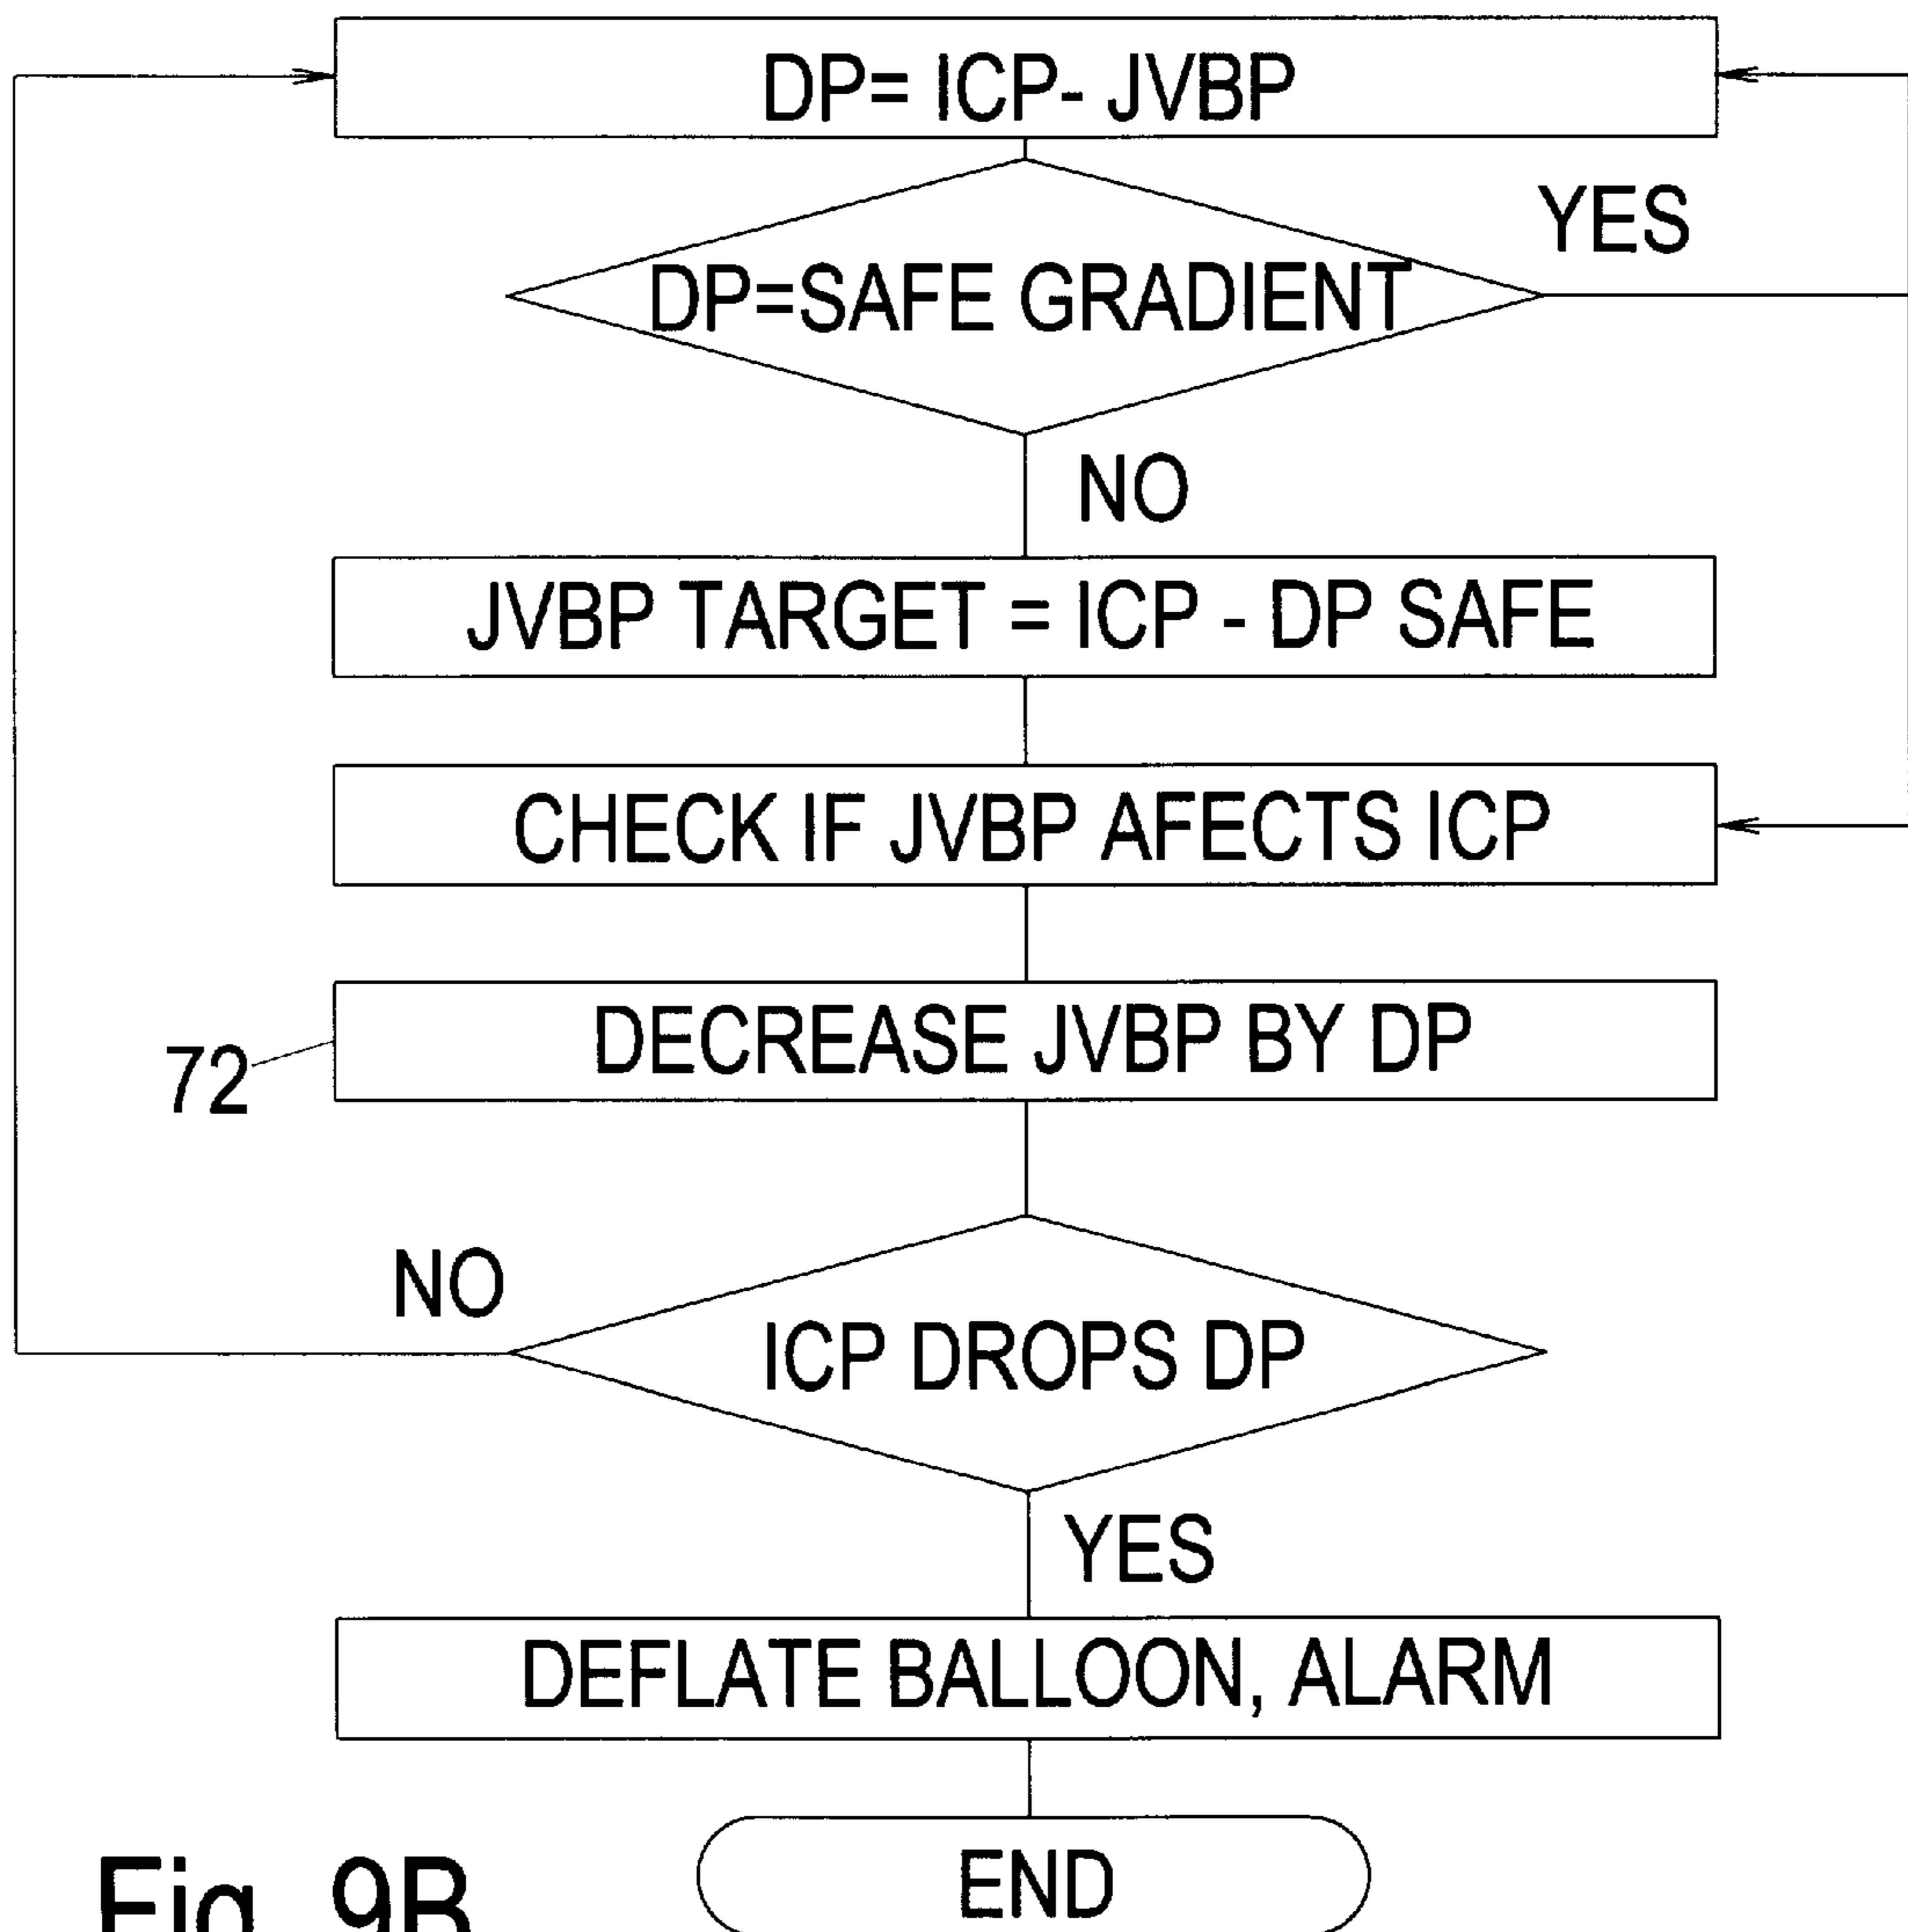 DP= ICP- JVBP
YES
DP=SAFE GRADIENT
NO
JVBP TARGET = ICP - DP SAFE
CHECK IF JVBP AFECTS ICP
DECREASE JVBP BY DP
72
NO
ICP DROPS DP
YES
DEFLATE BALLOON, ALARM
END
Fig. 9B